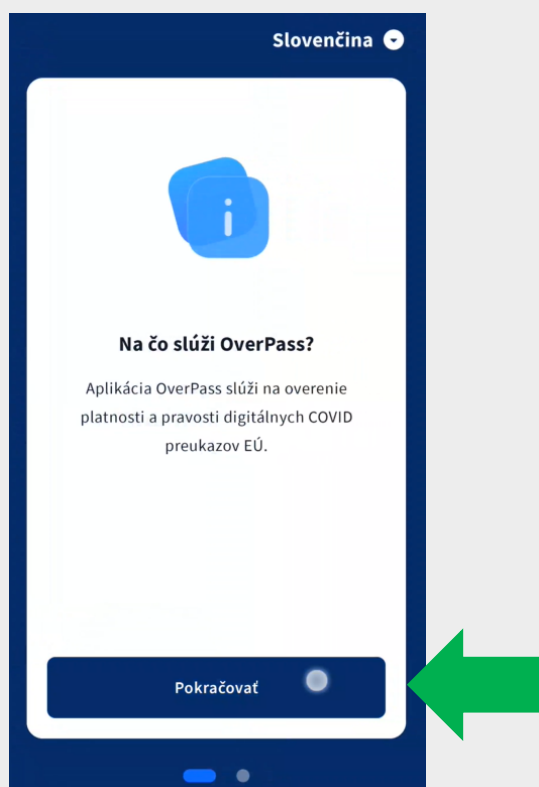 Slovenčina
Na čo slúži OverPass?
Aplikácia OverPass slúži na overenie
platnosti a pravosti digitálnych COVID
preukazov EÚ.
Pokračovať